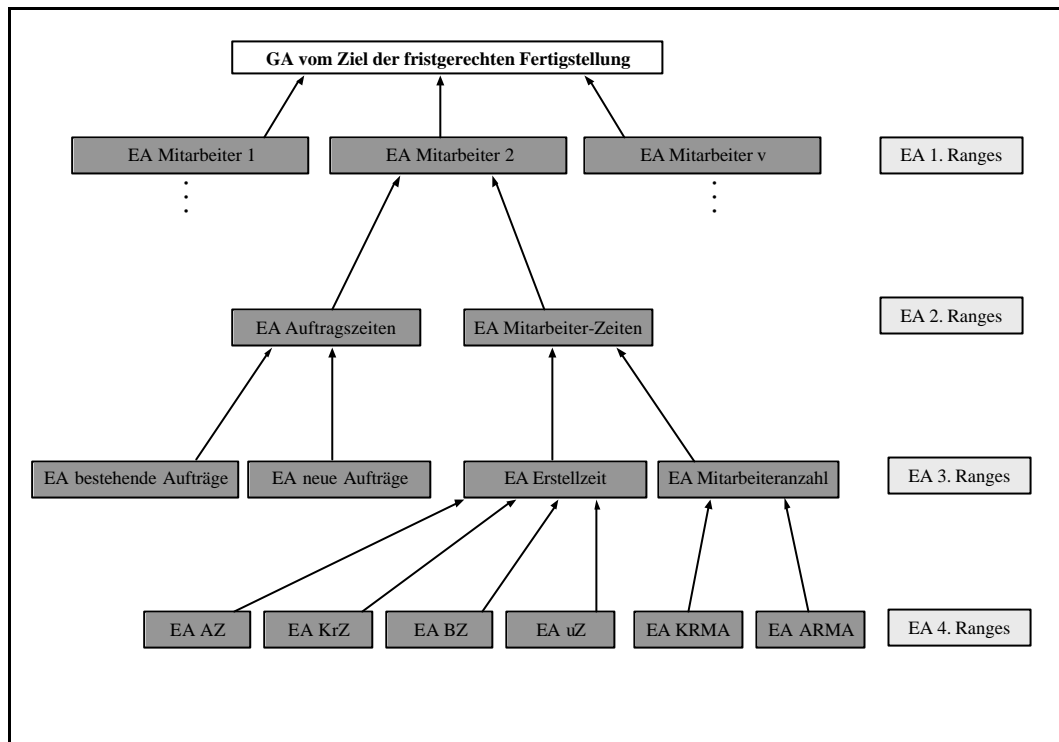 GA vom Ziel der fristgerechten Fertigstellung
EA Mitarbeiter 1
EA Mitarbeiter 2
EA Mitarbeiter v
EA 1. Ranges
EA Auftragszeiten
EA Mitarbeiter-Zeiten
EA 2. Ranges
EA bestehende Aufträge
EA neue Aufträge
EA Erstellzeit
EA Mitarbeiteranzahl
EA 3. Ranges
EA AZ
EA KrZ
EA BZ
EA uZ
EA KRMA
EA ARMA
EA 4. Ranges